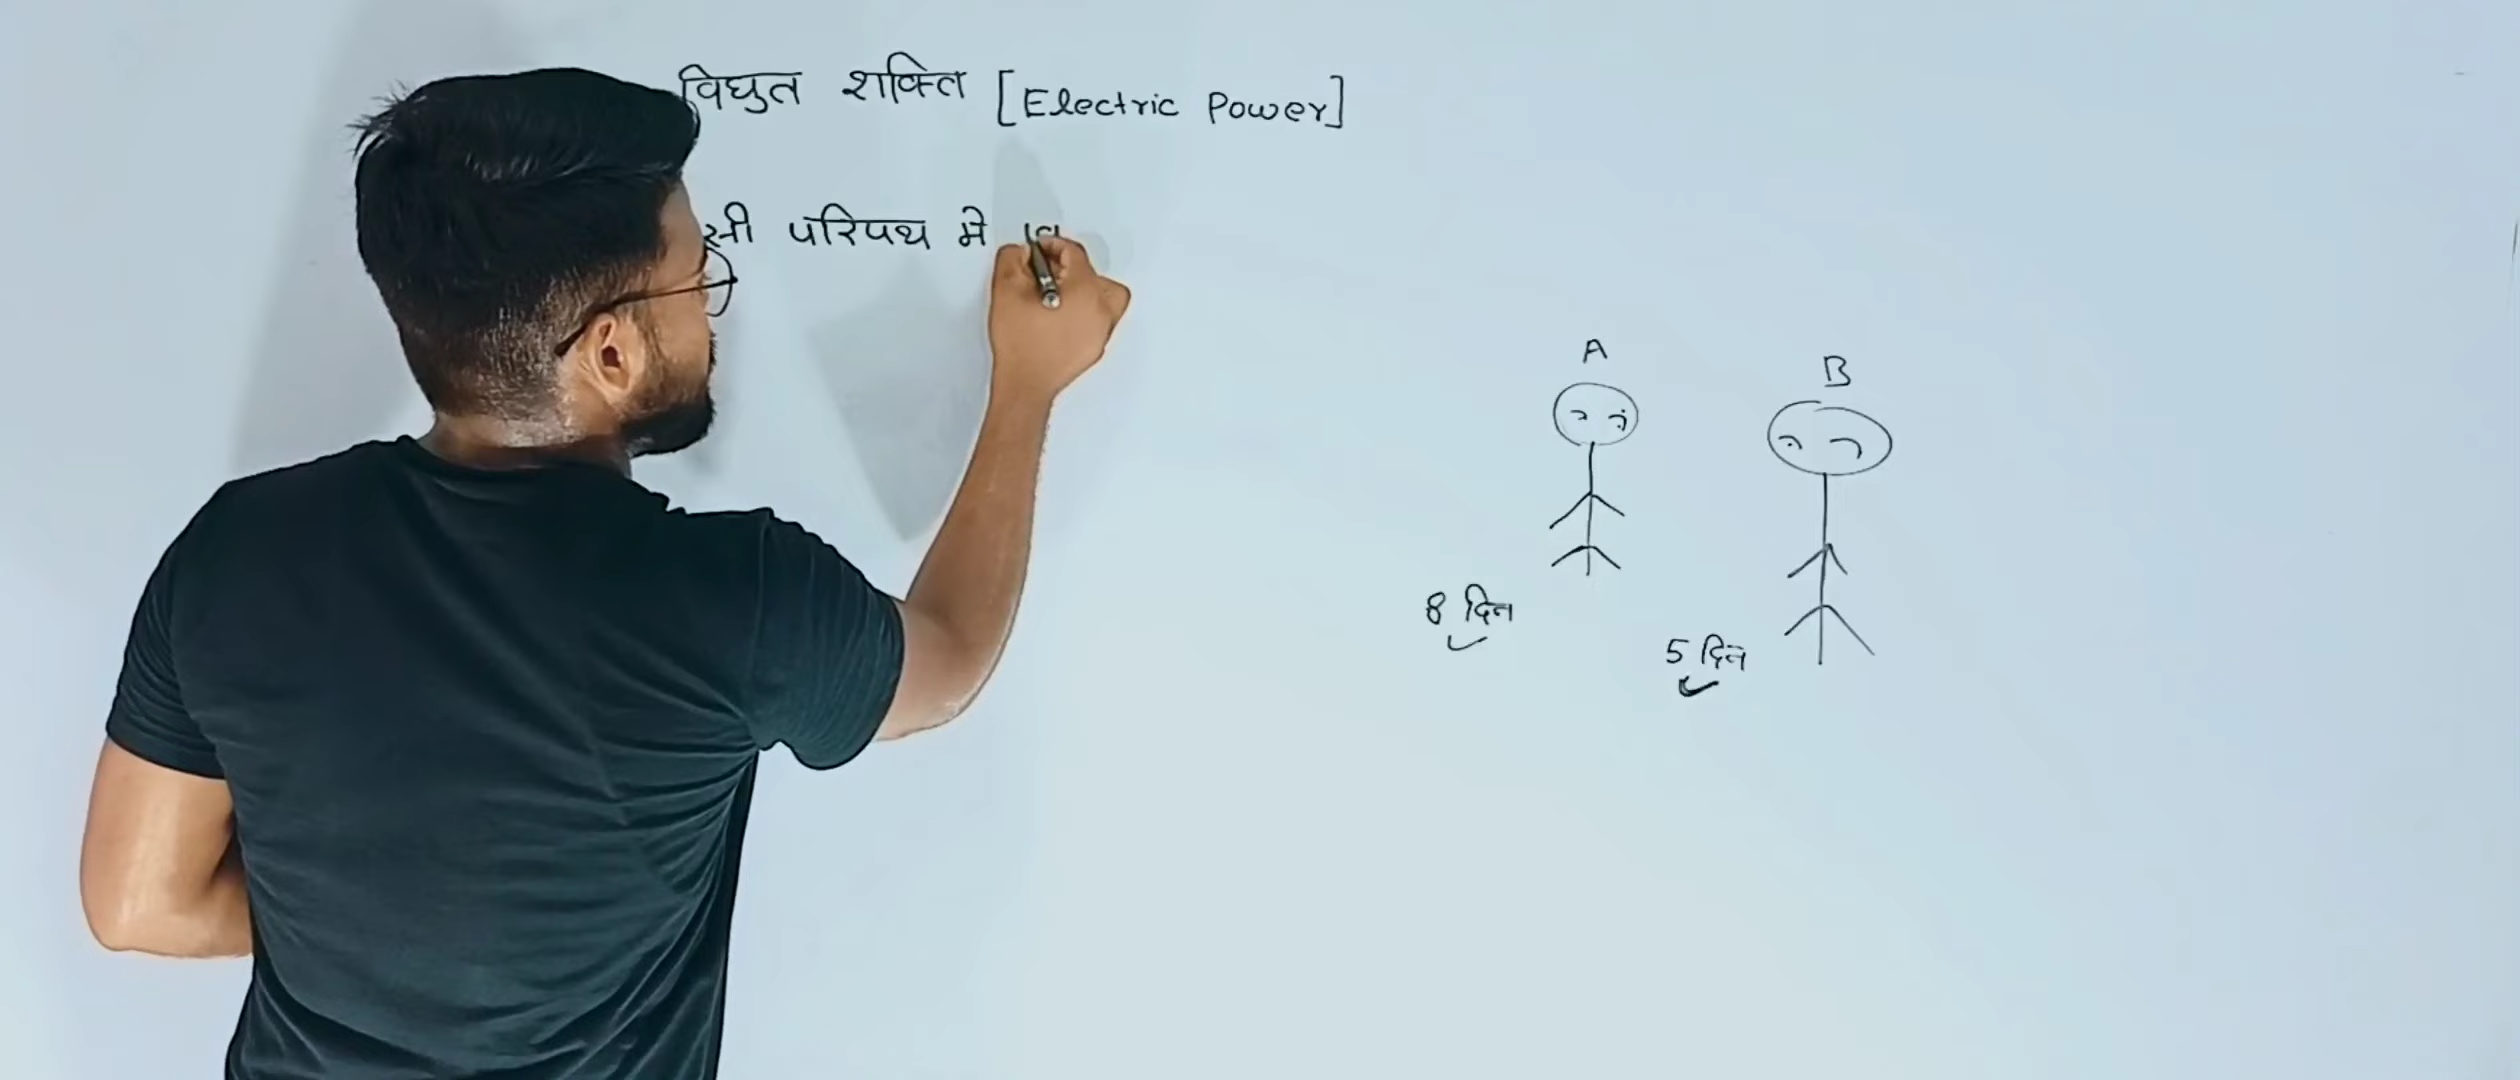 विघुत शक्ति [Electric Power]
परिपथ में
A
B
8 दिन
5 दिन